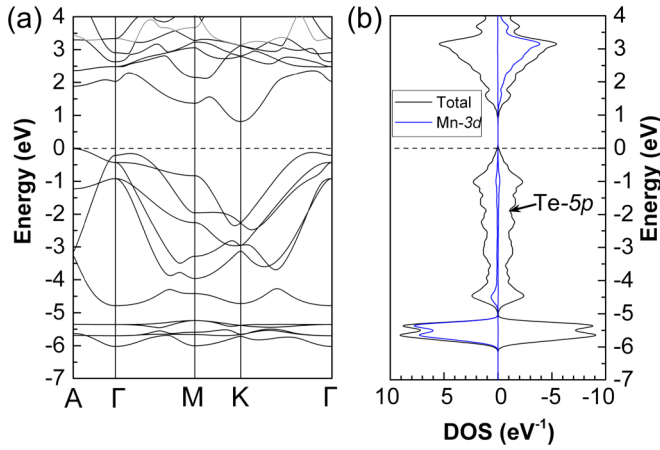 (a)
4
3
2
1
0
-1
-2
-3
-4
-5
-6
-7
Energy (eV)
A Γ M K Γ
(b)
Total
Mn-3d
Te-5p
4
3
2
1
0
-1
-2
-3
-4
-5
-6
-7
Energy (eV)
10 5 0 -5 -10
DOS (eV⁻¹)